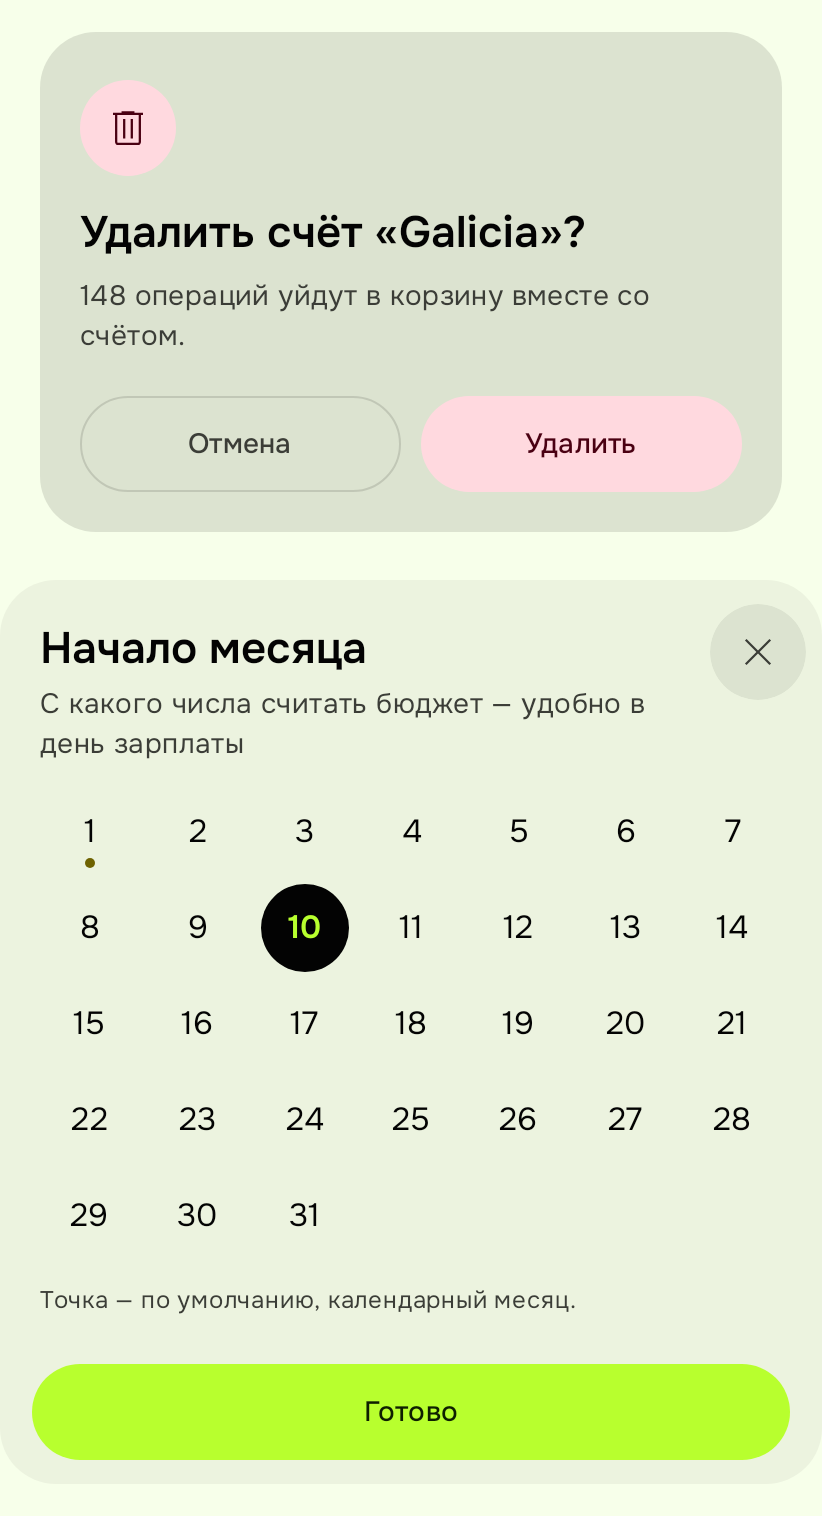 Удалить счёт «Galicia»?
148 операций уйдут в корзину вместе со
счётом.
Отмена Удалить
Начало месяца
С какого числа считать бюджет — удобно в
день зарплаты
1 2 3 4 5 6 7
8 9 10 11 12 13 14
15 16 17 18 19 20 21
22 23 24 25 26 27 28
29 30 31
Точка — по умолчанию, календарный месяц.
Готово